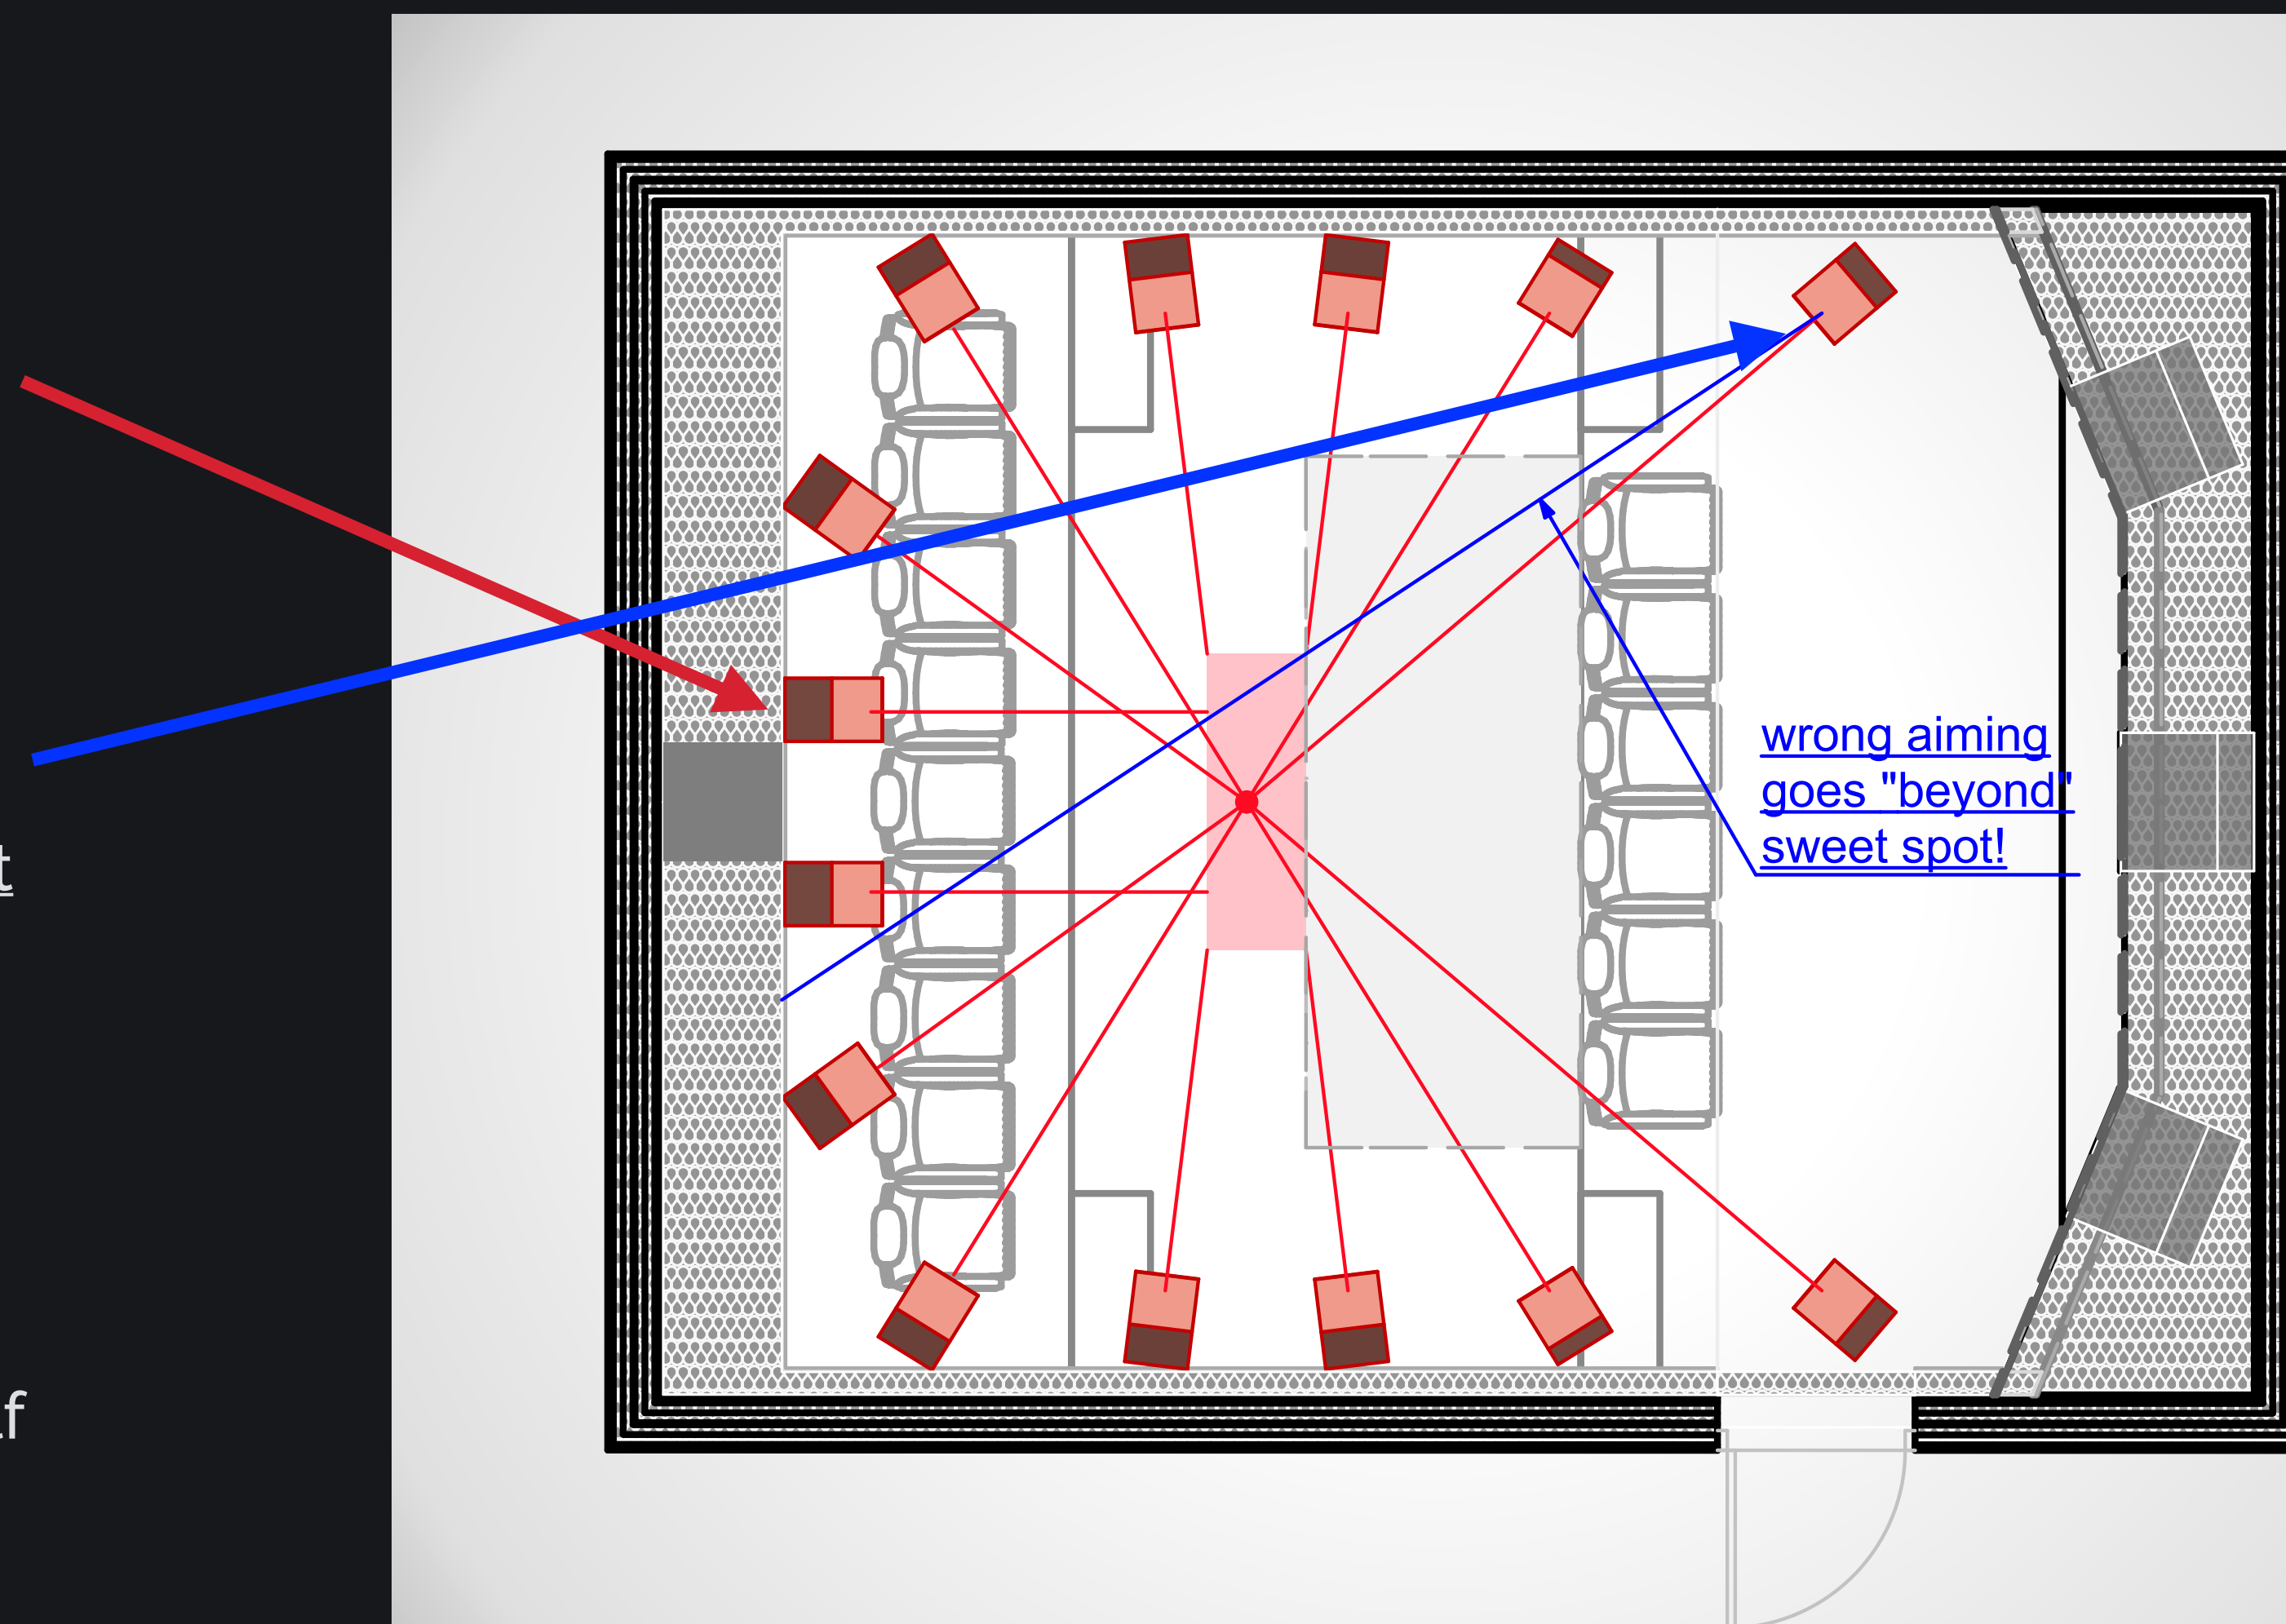 t
wrong aiming
goes "beyond"
sweet spot!
f